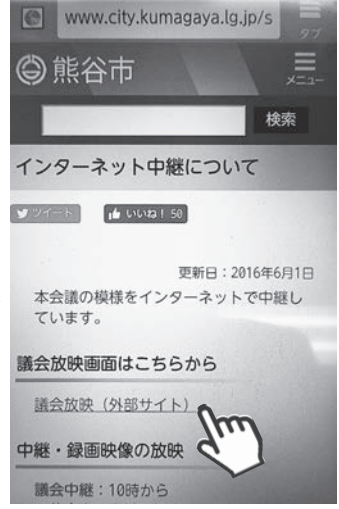 www.city.kumagaya.lg.jp/s
タブ
熊谷市
メニュー
検索
インターネット中継について
ツイート
いいね! 50
更新日：2016年6月1日
本会議の模様をインターネットで中継し
ています。
議会放映画面はこちらから
議会放映（外部サイト）
中継・録画映像の放映
議会中継：10時から